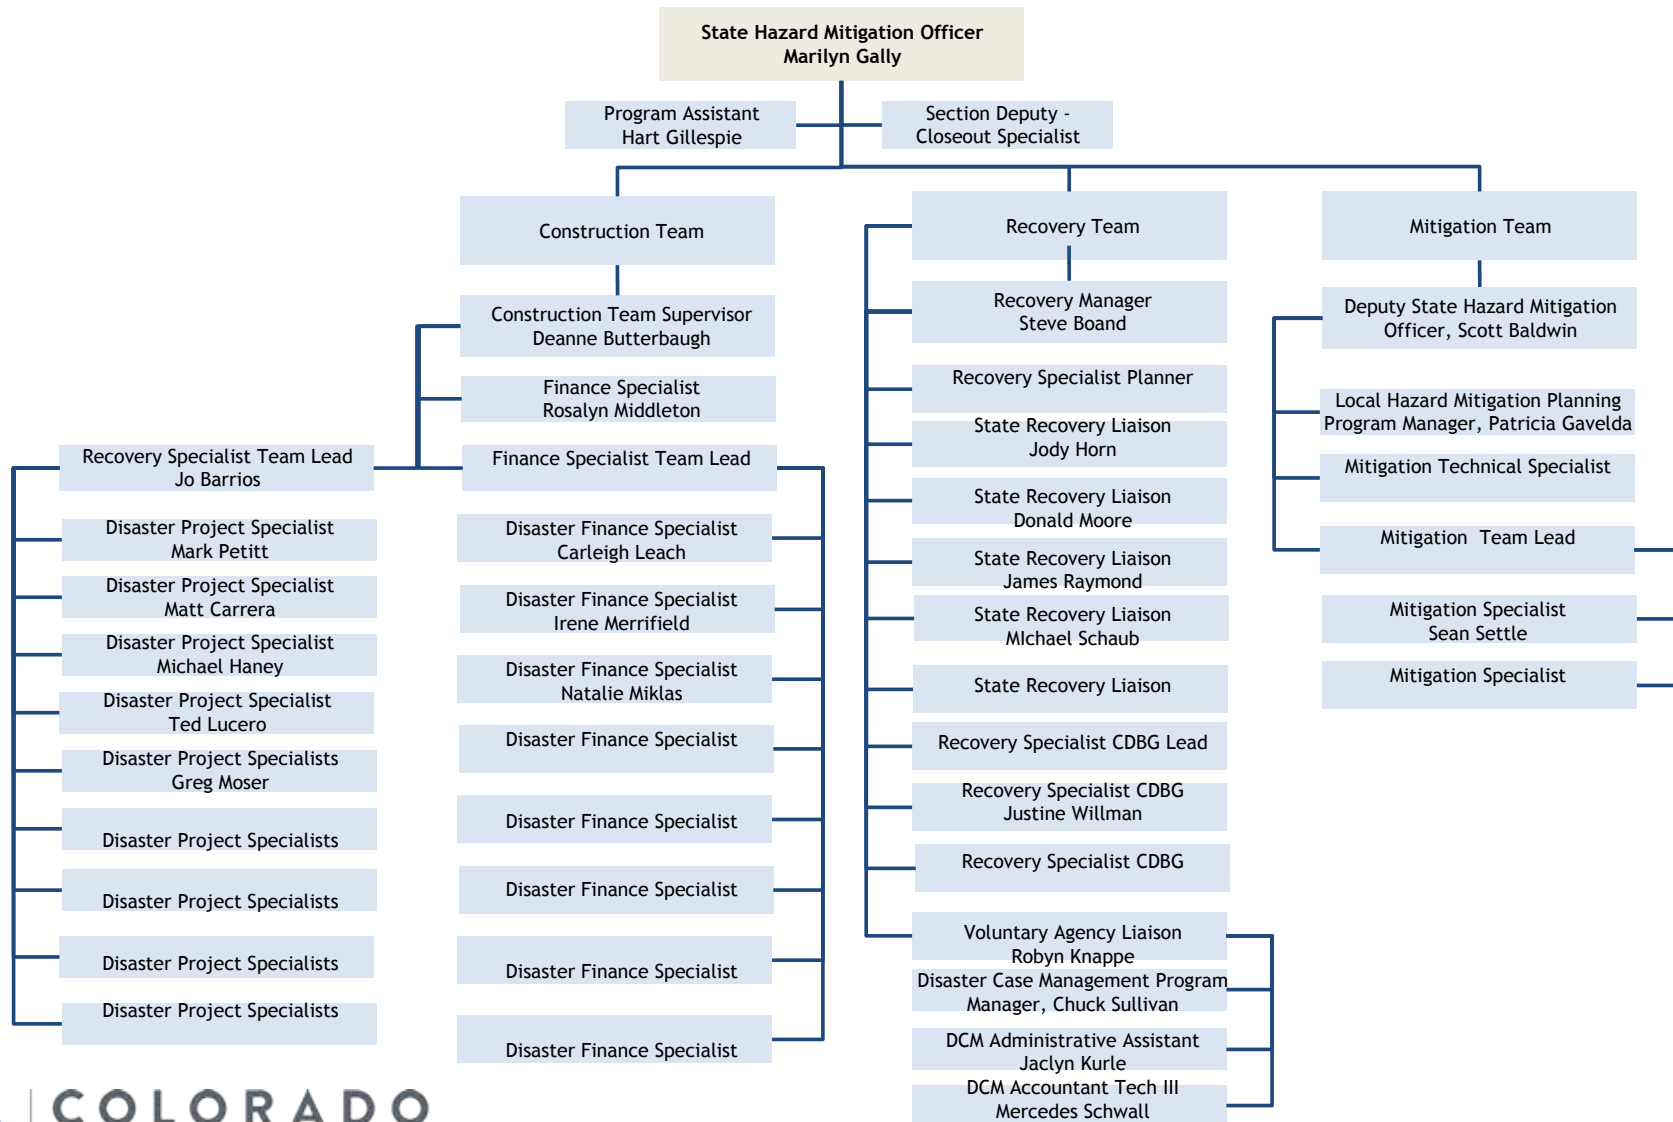 State Hazard Mitigation Officer
Marilyn Gally
Program Assistant
Hart Gillespie
Section Deputy -
Closeout Specialist
Construction Team
Construction Team Supervisor
Deanne Butterbaugh
Finance Specialist
Rosalyn Middleton
Recovery Specialist Team Lead
Jo Barrios
Disaster Project Specialist
Mark Petitt
Disaster Project Specialist
Matt Carrera
Disaster Project Specialist
Michael Haney
Disaster Project Specialist
Ted Lucero
Disaster Project Specialists
Greg Moser
Disaster Project Specialists
Disaster Project Specialists
Disaster Project Specialists
Disaster Project Specialists
Finance Specialist Team Lead
Disaster Finance Specialist
Carleigh Leach
Disaster Finance Specialist
Irene Merrifield
Disaster Finance Specialist
Natalie Miklas
Disaster Finance Specialist
Disaster Finance Specialist
Disaster Finance Specialist
Disaster Finance Specialist
Disaster Finance Specialist
Recovery Team
Recovery Manager
Steve Boand
Recovery Specialist Planner
State Recovery Liaison
Jody Horn
State Recovery Liaison
Donald Moore
State Recovery Liaison
James Raymond
State Recovery Liaison
MIchael Schaub
State Recovery Liaison
Recovery Specialist CDBG Lead
Recovery Specialist CDBG
Justine Willman
Recovery Specialist CDBG
Voluntary Agency Liaison
Robyn Knappe
Disaster Case Management Program
Manager, Chuck Sullivan
DCM Administrative Assistant
Jaclyn Kurle
DCM Accountant Tech III
Mercedes Schwall
Mitigation Team
Deputy State Hazard Mitigation
Officer, Scott Baldwin
Local Hazard Mitigation Planning
Program Manager, Patricia Gavelda
Mitigation Technical Specialist
Mitigation Team Lead
Mitigation Specialist
Sean Settle
Mitigation Specialist
COLORADO